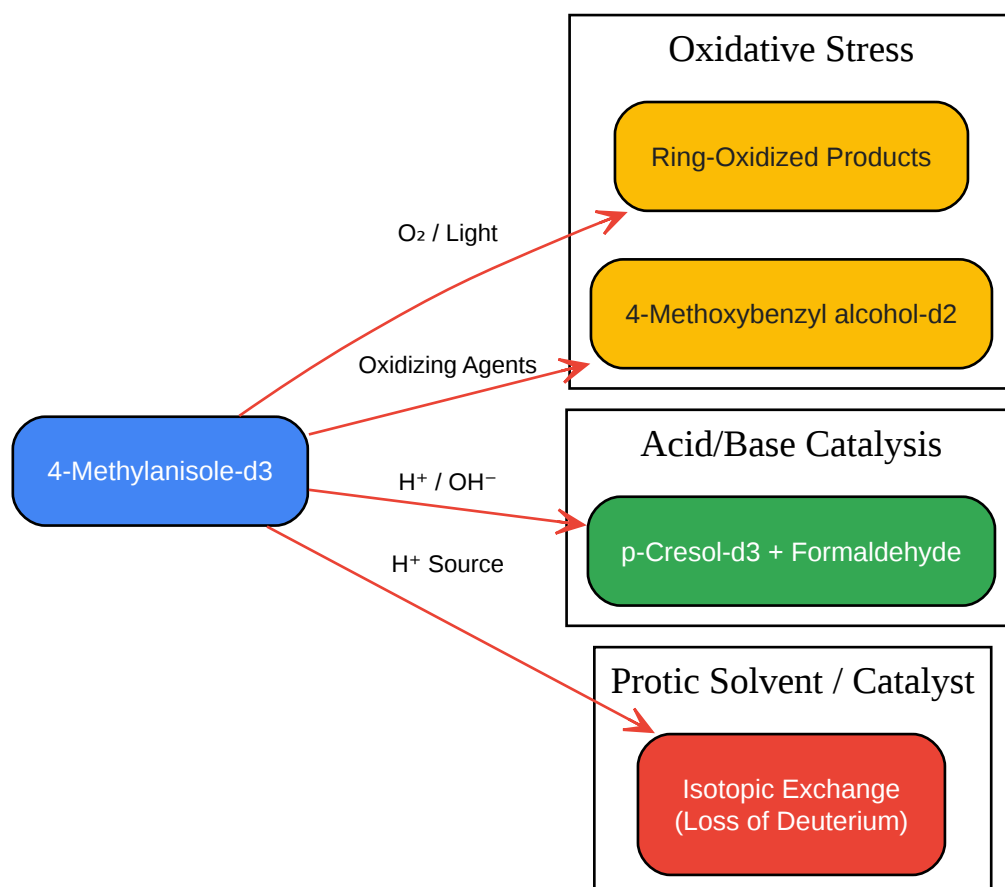 Oxidative Stress
Ring-Oxidized Products
O₂ / Light
4-Methoxybenzyl alcohol-d2
Oxidizing Agents
Acid/Base Catalysis
4-Methylanisole-d3
H⁺ / OH⁻
p-Cresol-d3 + Formaldehyde
H⁺ Source
Protic Solvent / Catalyst
Isotopic Exchange
(Loss of Deuterium)